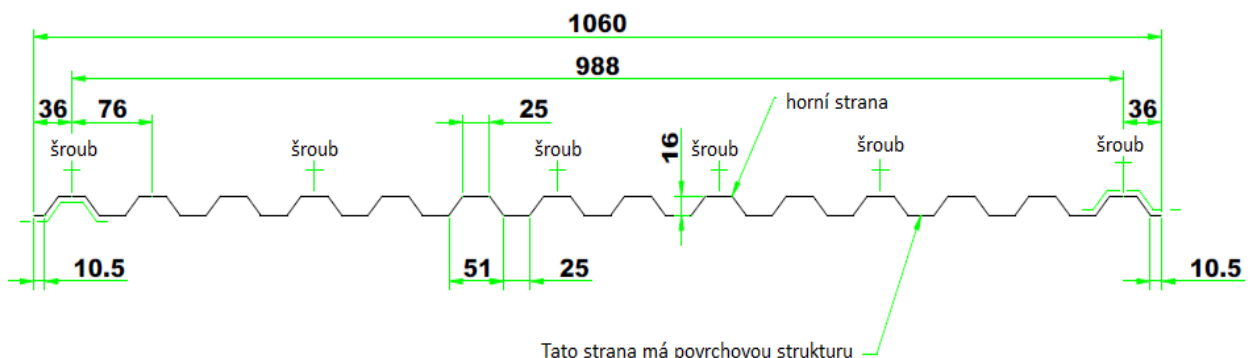 1060
988
36
76
25
horní strana
36
16
šroub
šroub
šroub
šroub
šroub
šroub
10.5
51
25
10.5
Tato strana má povrchovou strukturu